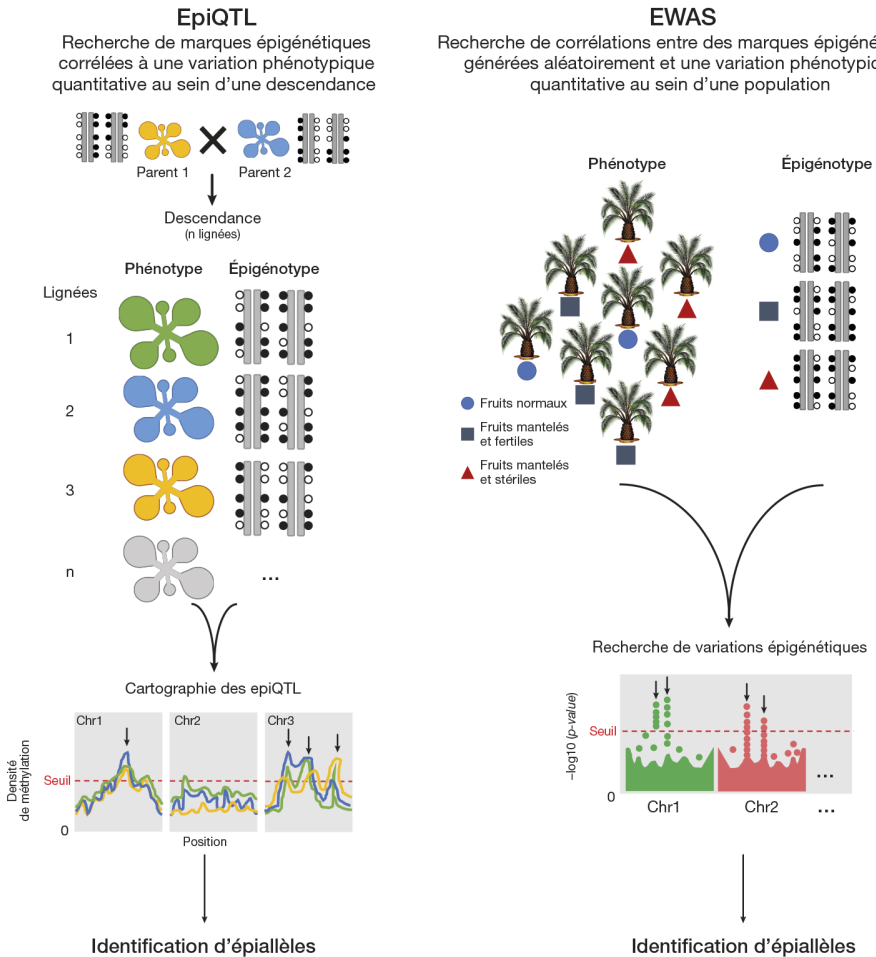 EpiQTL
Recherche de marques épigénétiques
corrélées à une variation phénotypique
quantitative au sein d’une descendance
Parent 1
Parent 2
Descendance
(n lignées)
Phénotype
Épigénotype
Lignées
1
2
3
n
...
Cartographie des epiQTL
Chr1
Chr2
Chr3
Densité
de méthylation
Seuil
0
Position
Identification d’épiallèles
EWAS
Recherche de corrélations entre des marques épigéné
générées aléatoirement et une variation phénotypic
quantitative au sein d’une population
Phénotype
Épigénotype
Fruits normaux
Fruits mantelés
et fertiles
Fruits mantelés
et stériles
Recherche de variations épigénétiques
–log10 (p-value)
Seuil
0
...
Chr1
Chr2
...
Identification d’épiallèles